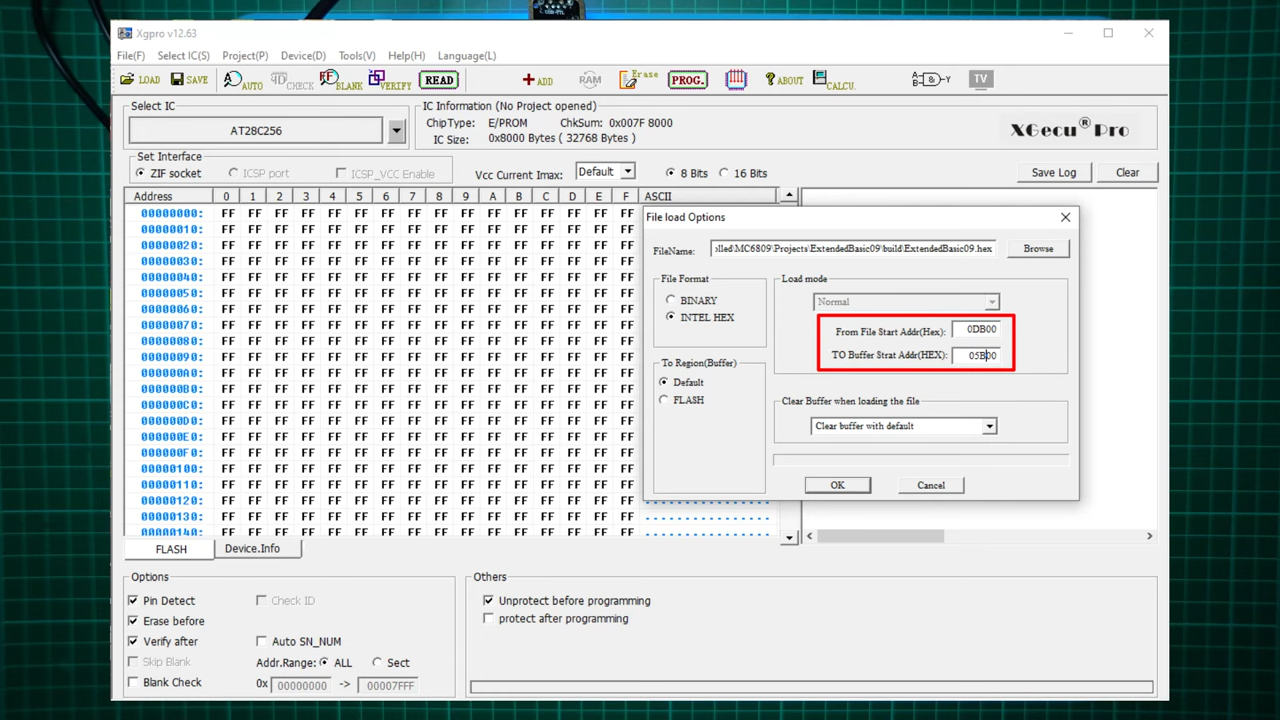 Xgpro v12.63
File(F) Select IC(S) Project(P) Device(D) Tools(V) Help(H) Language(L)
LOAD SAVE AUTO CHECK BLANK VERIFY READ ADD RAM Erase PROG. ABOUT CALCU. TV
Select IC
AT28C256
IC Information (No Project opened)
ChipType: E/PROM ChkSum: 0x007F 8000
IC Size: 0x8000 Bytes ( 32768 Bytes )
XGecu® Pro
Set Interface
ZIF socket ICSP port ICSP_VCC Enable
Vcc Current Imax: Default 8 Bits 16 Bits
Save Log Clear
Address 0 1 2 3 4 5 6 7 8 9 A B C D E F ASCII
00000000: FF FF FF FF FF FF FF FF FF FF FF FF FF FF FF FF
00000010: FF FF FF FF FF FF FF FF FF FF FF FF FF FF FF FF
00000020: FF FF FF FF FF FF FF FF FF FF FF FF FF FF FF FF
00000030: FF FF FF FF FF FF FF FF FF FF FF FF FF FF FF FF
00000040: FF FF FF FF FF FF FF FF FF FF FF FF FF FF FF FF
00000050: FF FF FF FF FF FF FF FF FF FF FF FF FF FF FF FF
00000060: FF FF FF FF FF FF FF FF FF FF FF FF FF FF FF FF
00000070: FF FF FF FF FF FF FF FF FF FF FF FF FF FF FF FF
00000080: FF FF FF FF FF FF FF FF FF FF FF FF FF FF FF FF
00000090: FF FF FF FF FF FF FF FF FF FF FF FF FF FF FF FF
000000A0: FF FF FF FF FF FF FF FF FF FF FF FF FF FF FF FF
000000B0: FF FF FF FF FF FF FF FF FF FF FF FF FF FF FF FF
000000C0: FF FF FF FF FF FF FF FF FF FF FF FF FF FF FF FF
000000D0: FF FF FF FF FF FF FF FF FF FF FF FF FF FF FF FF
000000E0: FF FF FF FF FF FF FF FF FF FF FF FF FF FF FF FF
000000F0: FF FF FF FF FF FF FF FF FF FF FF FF FF FF FF FF
00000100: FF FF FF FF FF FF FF FF FF FF FF FF FF FF FF FF
00000110: FF FF FF FF FF FF FF FF FF FF FF FF FF FF FF FF
00000120: FF FF FF FF FF FF FF FF FF FF FF FF FF FF FF FF ................
00000130: FF FF FF FF FF FF FF FF FF FF FF FF FF FF FF FF ................
00000140: FF FF FF FF FF FF FF FF FF FF FF FF FF FF FF FF ................
FLASH Device.Info
File load Options
FileName: olled\MC6809\Projects\ExtendedBasic09\build\ExtendedBasic09.hex Browse
File Format
BINARY
INTEL HEX
To Region(Buffer)
Default
FLASH
Load mode
Normal
From File Start Addr(Hex): 0DB00
TO Buffer Strat Addr(HEX): 05B00
Clear Buffer when loading the file
Clear buffer with default
OK Cancel
Options
Pin Detect Check ID
Erase before
Verify after Auto SN_NUM
Skip Blank Addr.Range: ALL Sect
Blank Check 0x 00000000 -> 00007FFF
Others
Unprotect before programming
protect after programming